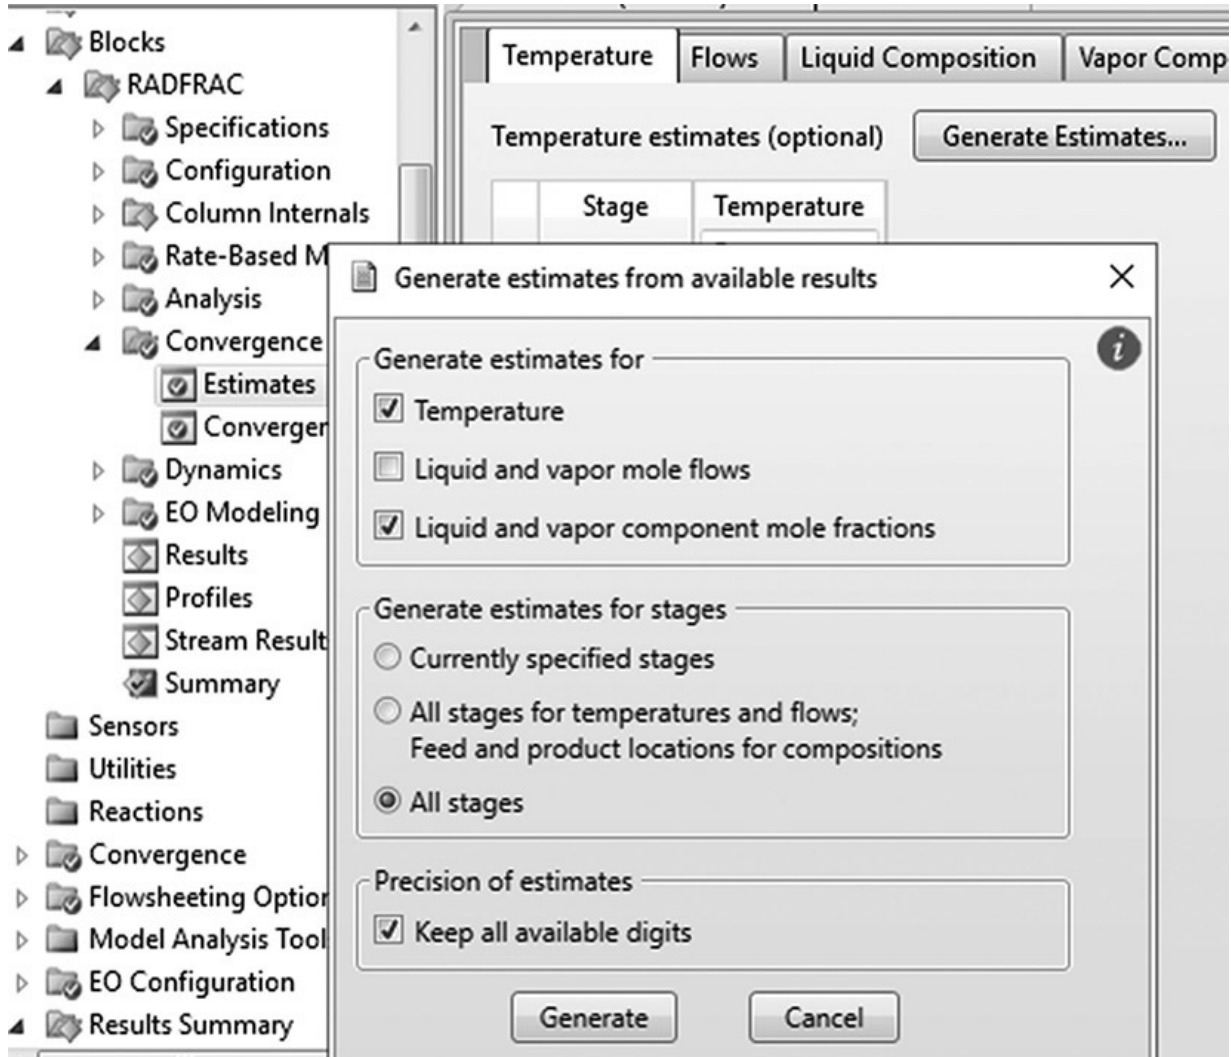 Blocks
RADFRAC
Specifications
Configuration
Column Internals
Rate-Based M
Analysis
Convergence
Estimates
Converger
Dynamics
EO Modeling
Results
Profiles
Stream Result
Summary
Sensors
Utilities
Reactions
Convergence
Flowsheeting Option
Model Analysis Tool
EO Configuration
Results Summary
Temperature Flows Liquid Composition Vapor Comp
Temperature estimates (optional) Generate Estimates...
Stage Temperature
Generate estimates from available results
i
Generate estimates for
Temperature
Liquid and vapor mole flows
Liquid and vapor component mole fractions
Generate estimates for stages
Currently specified stages
All stages for temperatures and flows;
Feed and product locations for compositions
All stages
Precision of estimates
Keep all available digits
Generate Cancel